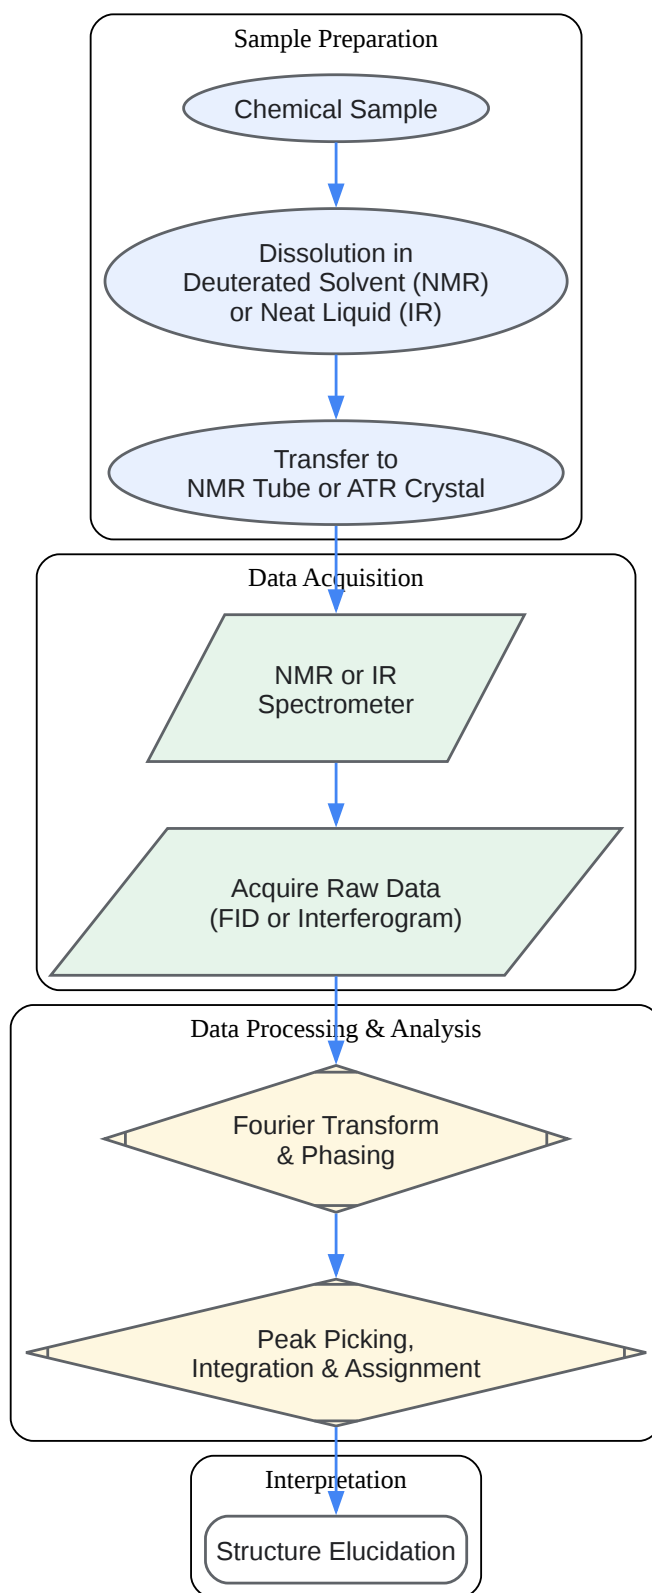 Sample Preparation
Chemical Sample
Dissolution in
Deuterated Solvent (NMR)
or Neat Liquid (IR)
Transfer to
NMR Tube or ATR Crystal
Data Acquisition
NMR or IR
Spectrometer
Acquire Raw Data
(FID or Interferogram)
Data Processing & Analysis
Fourier Transform
& Phasing
Peak Picking,
Integration & Assignment
Interpretation
Structure Elucidation